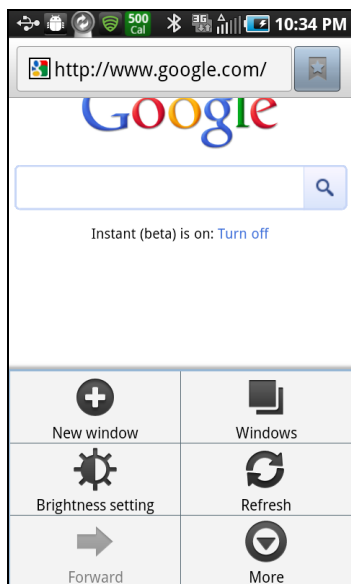 500
Cal
3G
10:34 PM
http://www.google.com/
Google
Instant (beta) is on: Turn off
New window
Windows
Brightness setting
Refresh
Forward
More